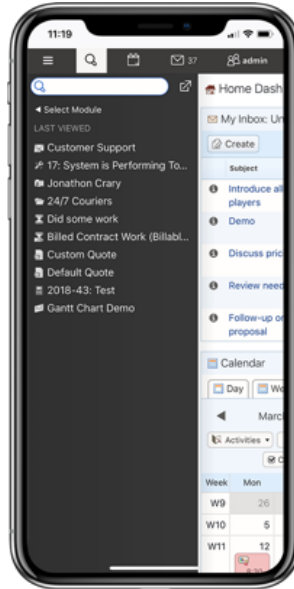 11:19
37
admin
Select Module
LAST VIEWED
Customer Support
17: System is Performing To...
Jonathon Crary
24/7 Couriers
Did some work
Billed Contract Work (Billabl...
Custom Quote
Default Quote
2018-43: Test
Gantt Chart Demo
Home Dash
My Inbox: Un
Create
Subject
Introduce all
players
Demo
Discuss pric
Review need
Follow-up on
proposal
Calendar
Day
We
Marc
Activities
Week Mon
W9 26
W10 5
W11 12